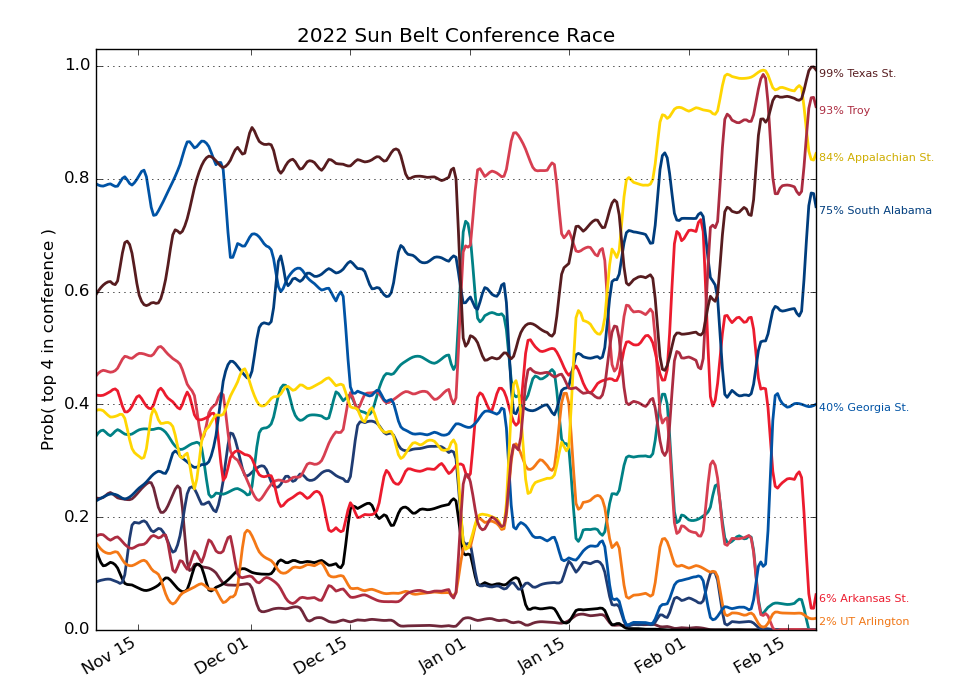 2022 Sun Belt Conference Race
Prob( top 4 in conference )
1.0
0.8
0.6
0.4
0.2
0.0
Nov 15
Dec 01
Dec 15
Jan 01
Jan 15
Feb 01
Feb 15
99% Texas St.
93% Troy
84% Appalachian St.
75% South Alabama
40% Georgia St.
6% Arkansas St.
2% UT Arlington